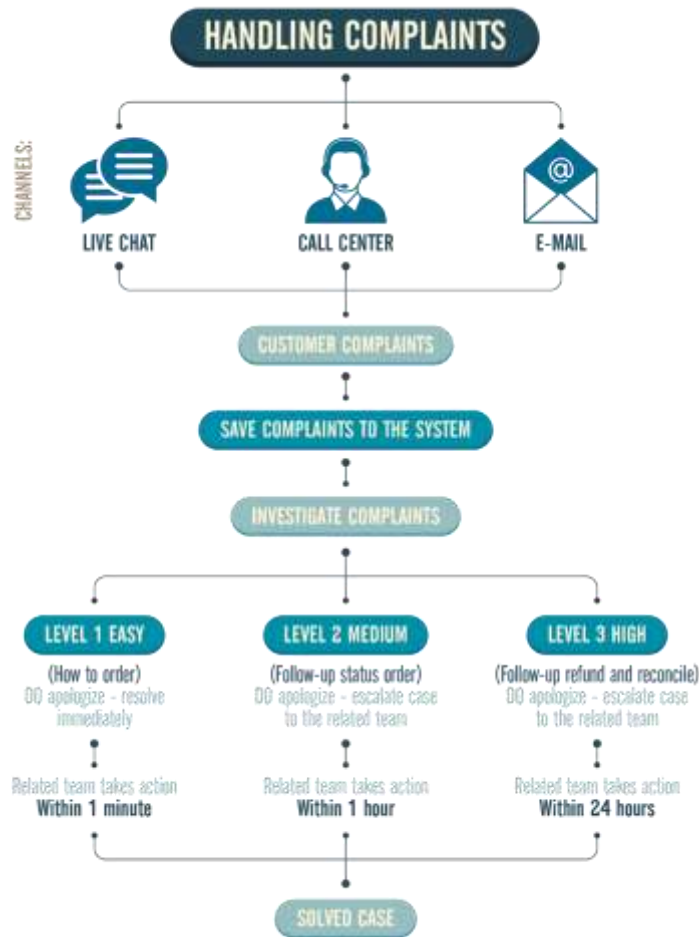 HANDLING COMPLAINTS
CHANNELS:
@
LIVE CHAT
CALL CENTER
E-MAIL
CUSTOMER COMPLAINTS
SAVE COMPLAINTS TO THE SYSTEM
INVESTIGATE COMPLAINTS
LEVEL 1 EASY
(How to order)
DO apologize - resolve
immediately
Related team takes action
Within 1 minute
LEVEL 2 MEDIUM
(Follow-up status order)
DO apologize - escalate case
to the related team
Related team takes action
Within 1 hour
LEVEL 3 HIGH
(Follow-up refund and reconcile)
DO apologize - escalate case
to the related team
Related team takes action
Within 24 hours
SOLVED CASE